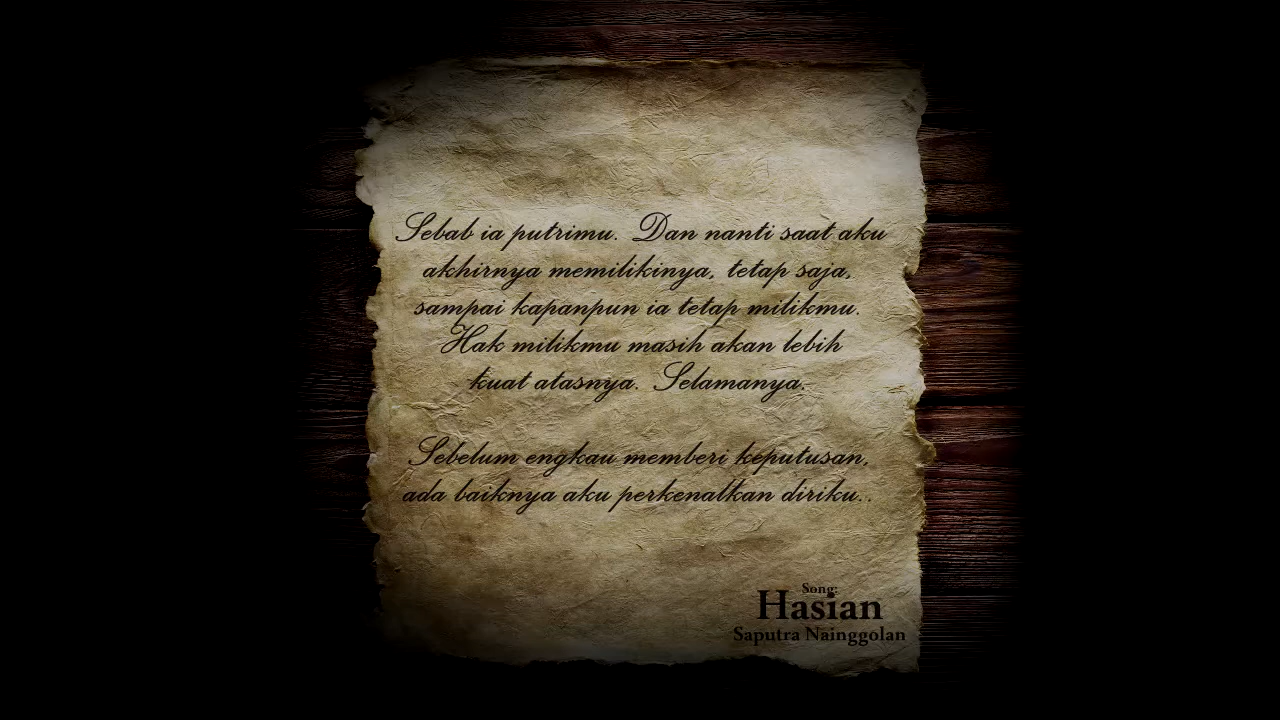 Sebab ia putrimu. Dan nanti saat aku
akhirnya memilikinya, tetap saja,
sampai kapanpun ia tetap milikmu.
Hak milikmu masih akan lebih
kuat atasnya. Selamanya.
Sebelum engkau memberi keputusan,
ada baiknya aku perkenalkan diriku..
Song:
Hasian
Saputra Nainggolan